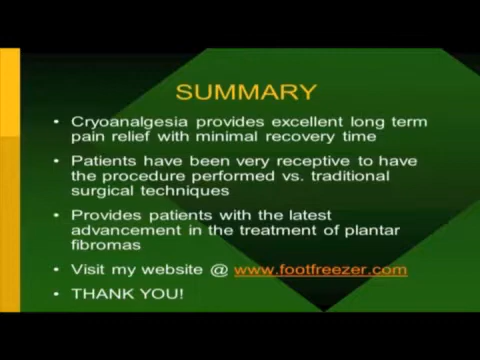 SUMMARY
• Cryoanalgesia provides excellent long term
pain relief with minimal recovery time
• Patients have been very receptive to have
the procedure performed vs. traditional
surgical techniques
• Provides patients with the latest
advancement in the treatment of plantar
fibromas
• Visit my website @ www.footfreezer.com
• THANK YOU!